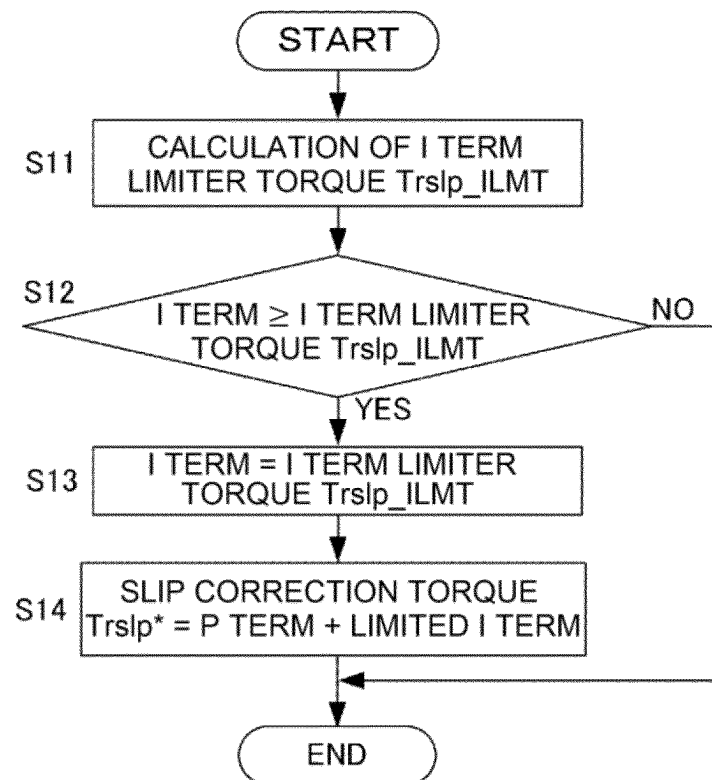 START
S11
CALCULATION OF I TERM
LIMITER TORQUE Trslp_ILMT
S12
I TERM ≥ I TERM LIMITER
TORQUE Trslp_ILMT
NO
YES
S13
I TERM = I TERM LIMITER
TORQUE Trslp_ILMT
S14
SLIP CORRECTION TORQUE
Trslp* = P TERM + LIMITED I TERM
END